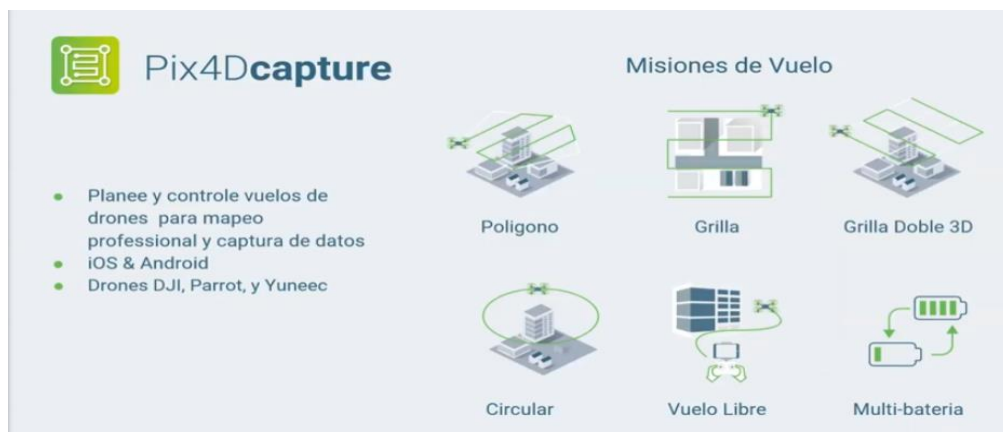 Pix4Dcapture
Planee y controle vuelos de
drones para mapeo
professional y captura de datos
iOS & Android
Drones DJI, Parrot, y Yuneec
Misiones de Vuelo
Poligono
Grilla
Grilla Doble 3D
Circular
Vuelo Libre
Multi-bateria